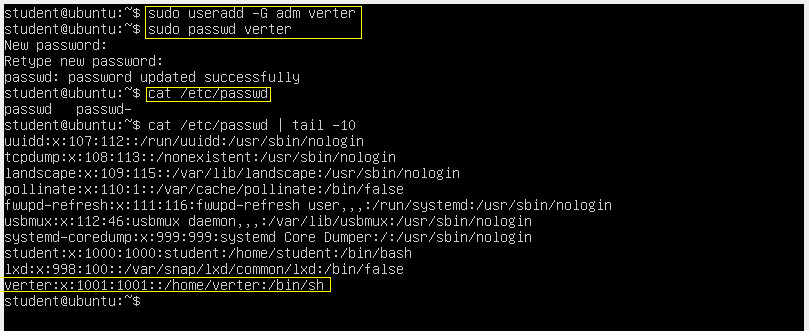 student@ubuntu:~$ sudo useradd -G adm verter
student@ubuntu:~$ sudo passwd verter
New password:
Retype new password:
passwd: password updated successfully
student@ubuntu:~$ cat /etc/passwd
passwd   passwd-
student@ubuntu:~$ cat /etc/passwd | tail -10
uuidd:x:107:112::/run/uuidd:/usr/sbin/nologin
tcpdump:x:108:113::/nonexistent:/usr/sbin/nologin
landscape:x:109:115::/var/lib/landscape:/usr/sbin/nologin
pollinate:x:110:1::/var/cache/pollinate:/bin/false
fwupd-refresh:x:111:116:fwupd-refresh user,,,:/run/systemd:/usr/sbin/nologin
usbmux:x:112:46:usbmux daemon,,,:/var/lib/usbmux:/usr/sbin/nologin
systemd-coredump:x:999:999:systemd Core Dumper:/:/usr/sbin/nologin
student:x:1000:1000:student:/home/student:/bin/bash
lxd:x:998:100::/var/snap/lxd/common/lxd:/bin/false
verter:x:1001:1001::/home/verter:/bin/sh
student@ubuntu:~$